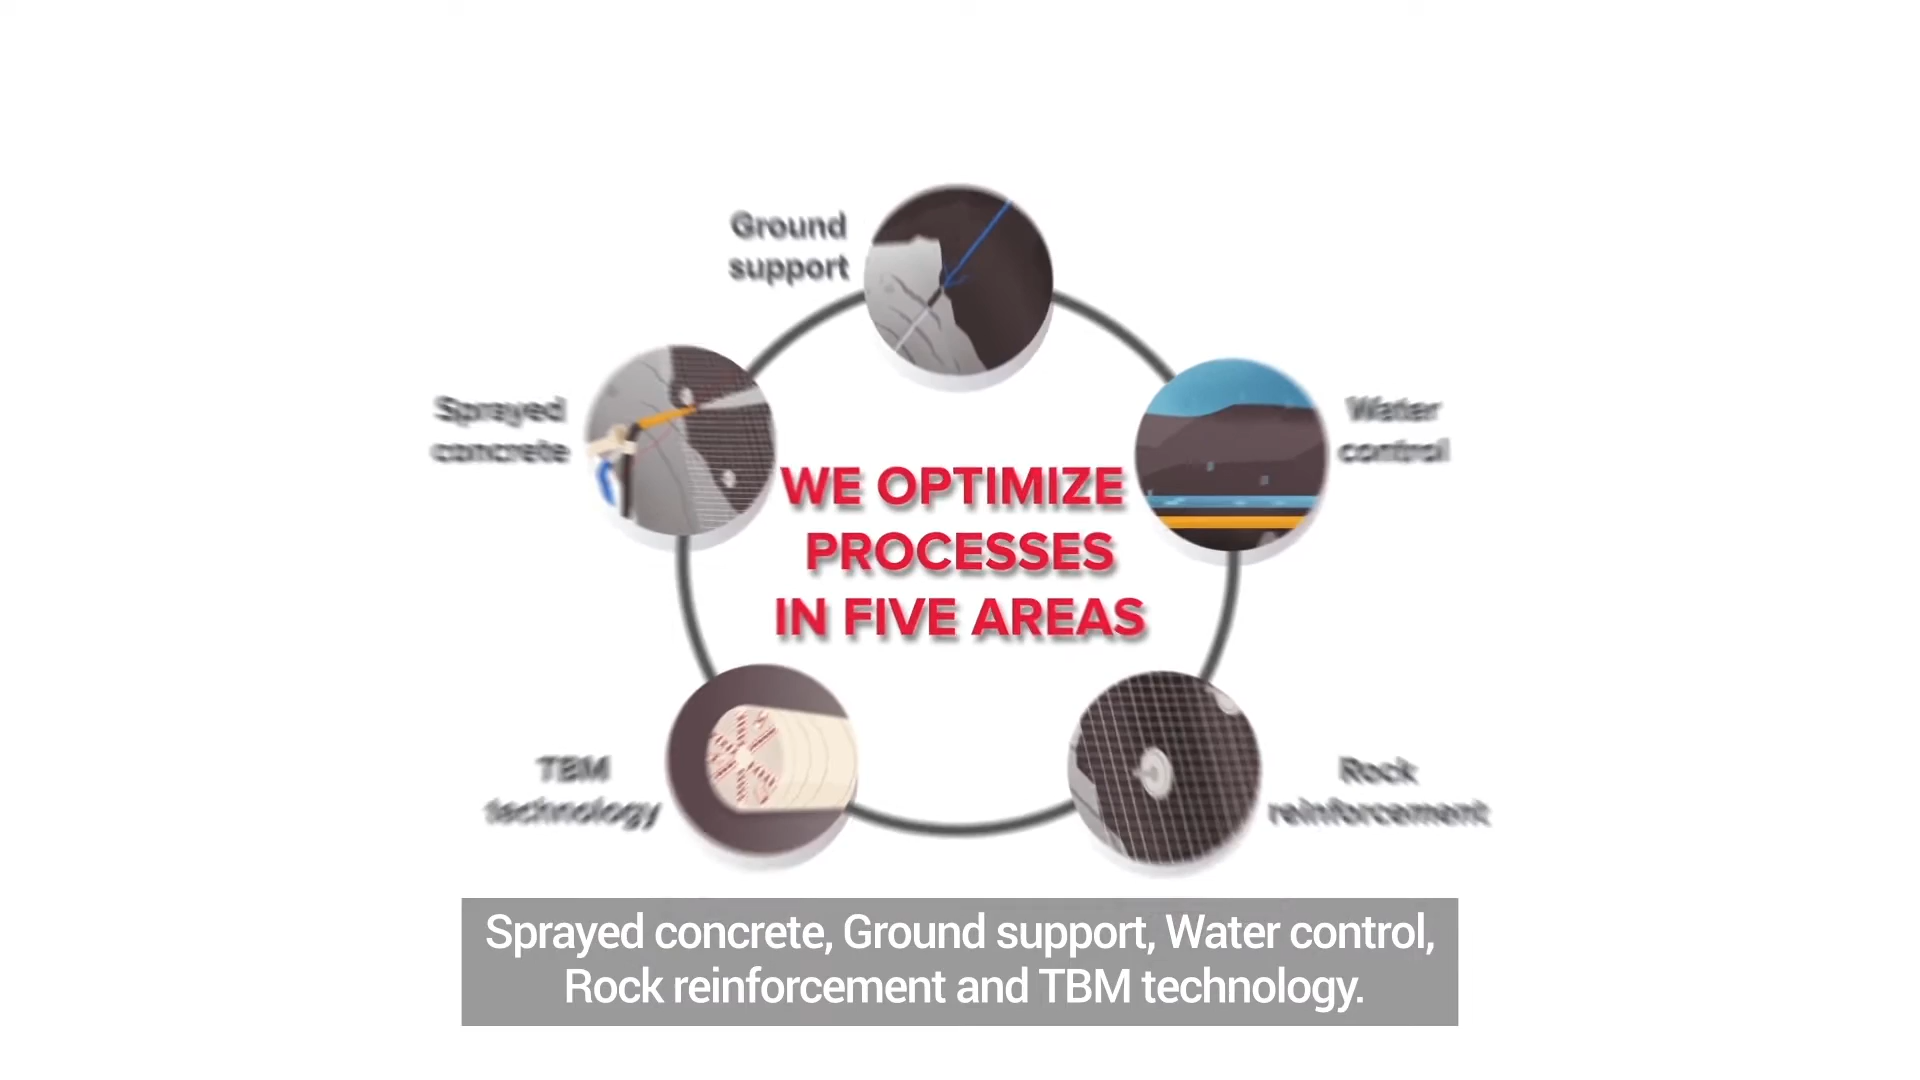 Ground
support
Sprayed
concrete
Water
control
WE OPTIMIZE
PROCESSES
IN FIVE AREAS
TBM
technology
Rock
reinforcement
Sprayed concrete, Ground support, Water control,
Rock reinforcement and TBM technology.